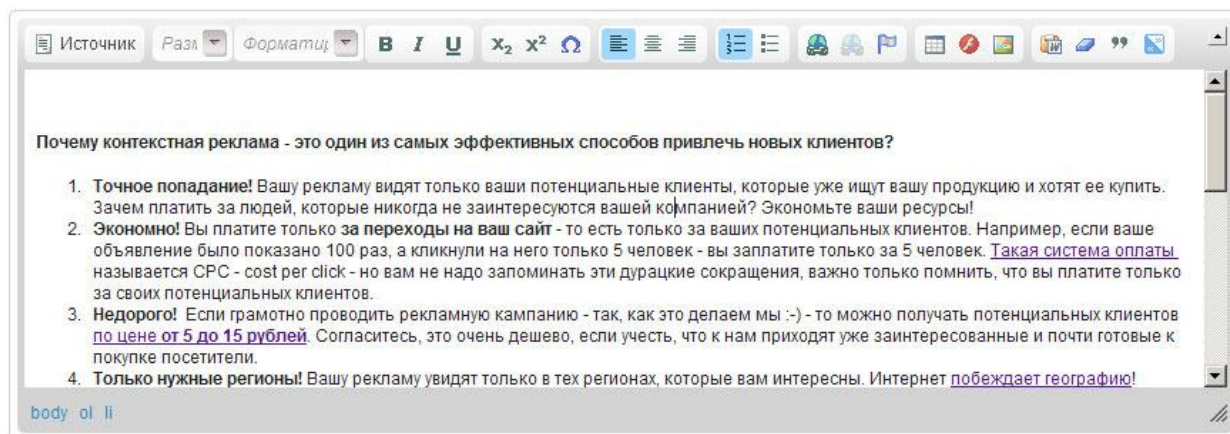 Источник Разм Форматир B I U X₂ X² Ω
Почему контекстная реклама - это один из самых эффективных способов привлечь новых клиентов?
1. Точное попадание! Вашу рекламу видят только ваши потенциальные клиенты, которые уже ищут вашу продукцию и хотят ее купить.
Зачем платить за людей, которые никогда не заинтересуются вашей компанией? Экономьте ваши ресурсы!
2. Экономно! Вы платите только за переходы на ваш сайт - то есть только за ваших потенциальных клиентов. Например, если ваше
объявление было показано 100 раз, а кликнули на него только 5 человек - вы заплатите только за 5 человек. Такая система оплаты
называется CPC - cost per click - но вам не надо запоминать эти дурацкие сокращения, важно только помнить, что вы платите только
за своих потенциальных клиентов.
3. Недорого! Если грамотно проводить рекламную кампанию - так, как это делаем мы :-) - то можно получать потенциальных клиентов
по цене от 5 до 15 рублей. Согласитесь, это очень дешево, если учесть, что к нам приходят уже заинтересованные и почти готовые к
покупке посетители.
4. Только нужные регионы! Вашу рекламу увидят только в тех регионах, которые вам интересны. Интернет побеждает географию!
body ol li